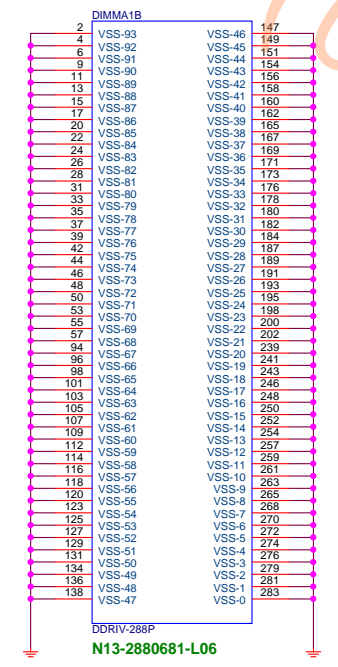 DIMMA1B
2 VSS-93 VSS-46 147
4 VSS-92 VSS-45 149
6 VSS-91 VSS-44 151
9 VSS-90 VSS-43 154
11 VSS-89 VSS-42 156
13 VSS-88 VSS-41 158
15 VSS-87 VSS-40 160
17 VSS-86 VSS-39 162
20 VSS-85 VSS-38 165
22 VSS-84 VSS-37 167
24 VSS-83 VSS-36 169
26 VSS-82 VSS-35 171
28 VSS-81 VSS-34 173
31 VSS-80 VSS-33 176
33 VSS-79 VSS-32 178
35 VSS-78 VSS-31 180
37 VSS-77 VSS-30 182
39 VSS-76 VSS-29 184
42 VSS-75 VSS-28 187
44 VSS-74 VSS-27 189
46 VSS-73 VSS-26 191
48 VSS-72 VSS-25 193
50 VSS-71 VSS-24 195
53 VSS-70 VSS-23 198
55 VSS-69 VSS-22 200
57 VSS-68 VSS-21 202
94 VSS-67 VSS-20 239
96 VSS-66 VSS-19 241
98 VSS-65 VSS-18 243
101 VSS-64 VSS-17 246
103 VSS-63 VSS-16 248
105 VSS-62 VSS-15 250
107 VSS-61 VSS-14 252
109 VSS-60 VSS-13 254
112 VSS-59 VSS-12 257
114 VSS-58 VSS-11 259
116 VSS-57 VSS-10 261
118 VSS-56 VSS-9 263
120 VSS-55 VSS-8 265
123 VSS-54 VSS-7 268
125 VSS-53 VSS-6 270
127 VSS-52 VSS-5 272
129 VSS-51 VSS-4 274
131 VSS-50 VSS-3 276
134 VSS-49 VSS-2 279
136 VSS-48 VSS-1 281
138 VSS-47 VSS-0 283
DDRIV-288P
N13-2880681-L06